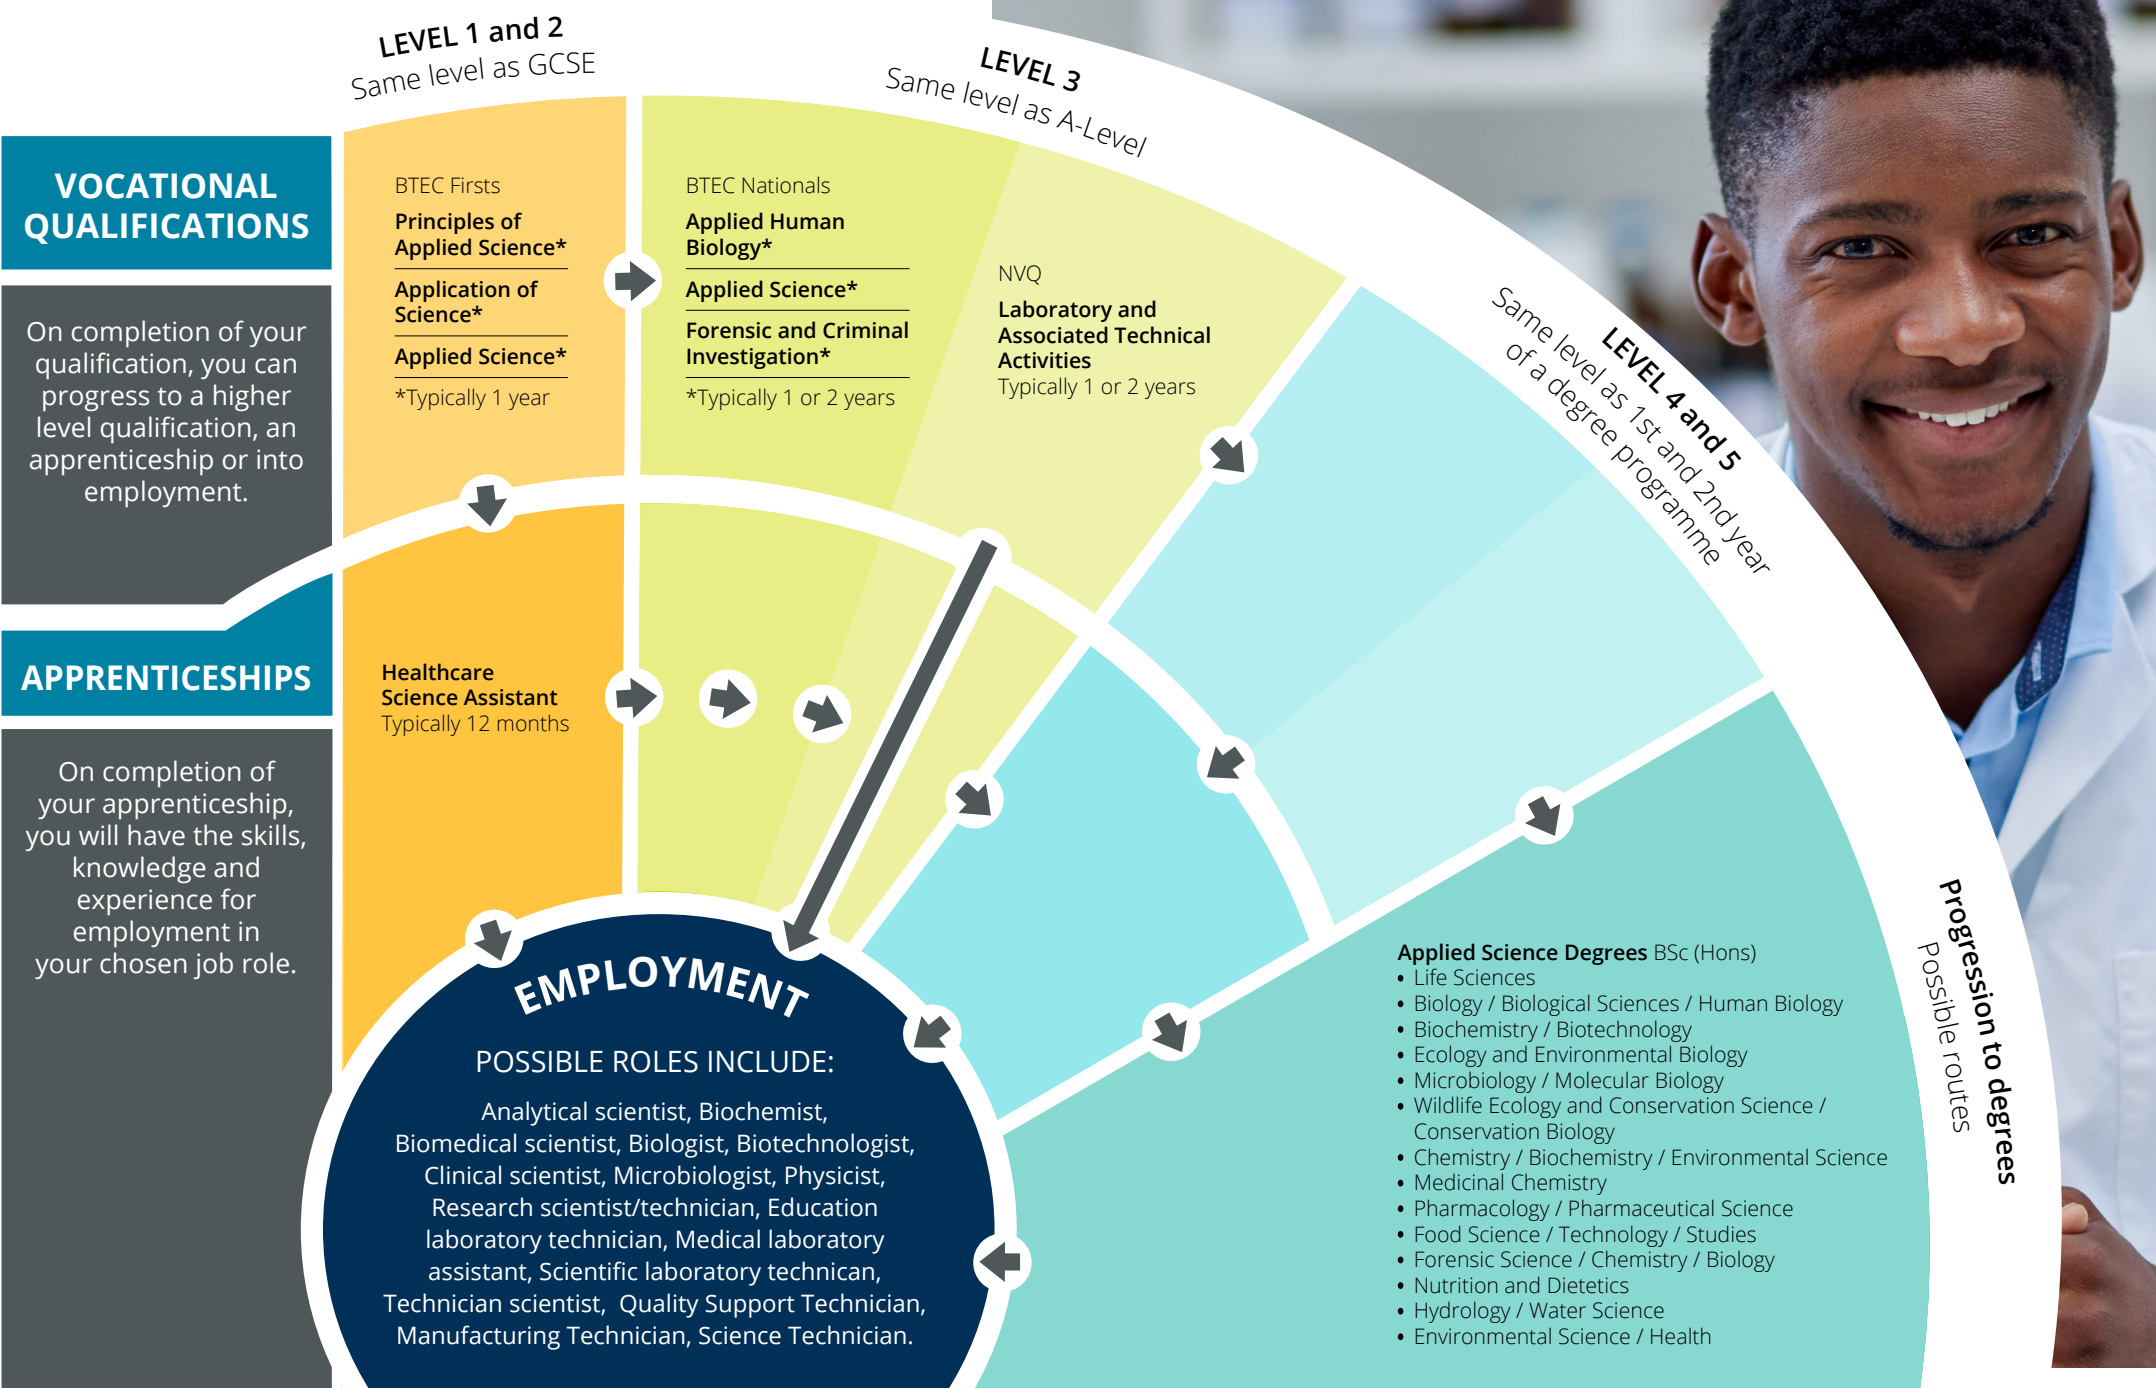 LEVEL 1 and 2
Same level as GCSE
LEVEL 3
Same level as A-Level
LEVEL 4 and 5
Same level as 1st and 2nd year
of a degree programme
Progression to degrees
Possible routes
VOCATIONAL
QUALIFICATIONS
On completion of your
qualification, you can
progress to a higher
level qualification, an
apprenticeship or into
employment.
BTEC Firsts
Principles of
Applied Science*
Application of
Science*
Applied Science*
*Typically 1 year
BTEC Nationals
Applied Human
Biology*
Applied Science*
Forensic and Criminal
Investigation*
*Typically 1 or 2 years
NVQ
Laboratory and
Associated Technical
Activities
Typically 1 or 2 years
APPRENTICESHIPS
On completion of
your apprenticeship,
you will have the skills,
knowledge and
experience for
employment in
your chosen job role.
Healthcare
Science Assistant
Typically 12 months
EMPLOYMENT
POSSIBLE ROLES INCLUDE:
Analytical scientist, Biochemist,
Biomedical scientist, Biologist, Biotechnologist,
Clinical scientist, Microbiologist, Physicist,
Research scientist/technician, Education
laboratory technician, Medical laboratory
assistant, Scientific laboratory technican,
Technician scientist, Quality Support Technician,
Manufacturing Technician, Science Technician.
Applied Science Degrees BSc (Hons)
• Life Sciences
• Biology / Biological Sciences / Human Biology
• Biochemistry / Biotechnology
• Ecology and Environmental Biology
• Microbiology / Molecular Biology
• Wildlife Ecology and Conservation Science /
Conservation Biology
• Chemistry / Biochemistry / Environmental Science
• Medicinal Chemistry
• Pharmacology / Pharmaceutical Science
• Food Science / Technology / Studies
• Forensic Science / Chemistry / Biology
• Nutrition and Dietetics
• Hydrology / Water Science
• Environmental Science / Health